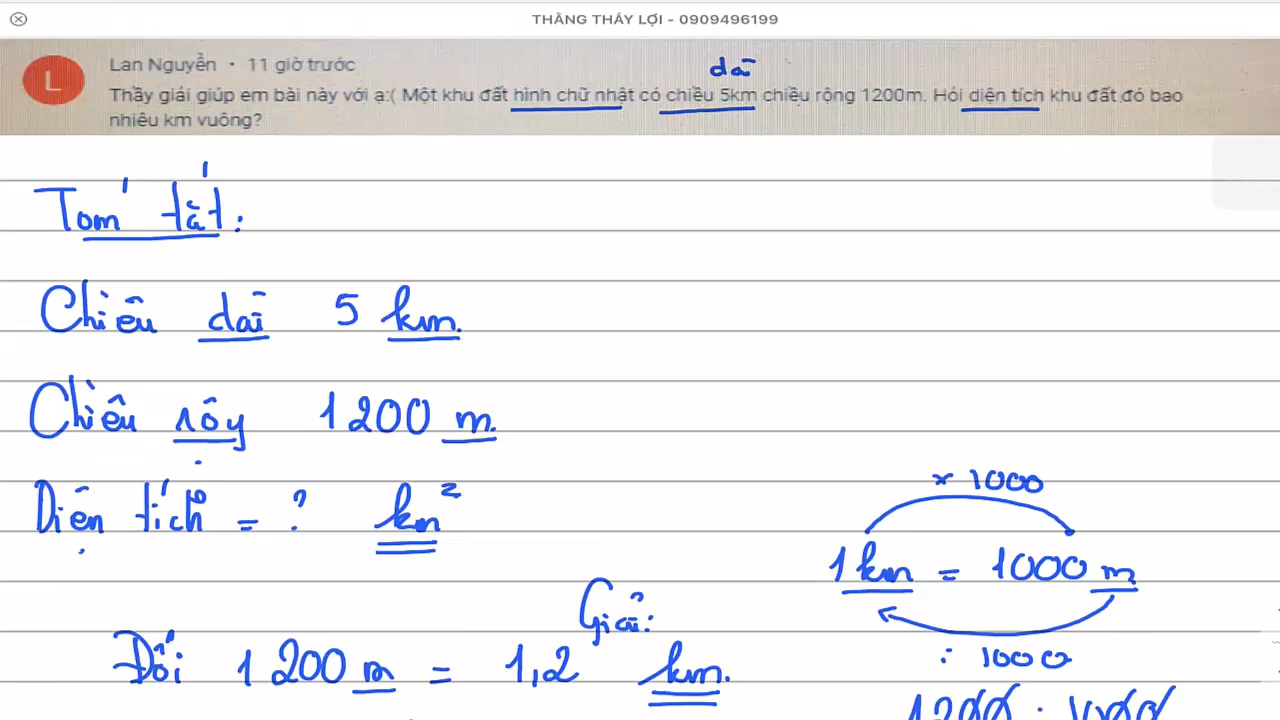 THẦNG THẦY LỢI - 0909496199
L
Lan Nguyễn • 11 giờ trước
dài
Thầy giải giúp em bài này với ạ:( Một khu đất hình chữ nhật có chiều 5km chiều rộng 1200m. Hỏi diện tích khu đất đó bao
nhiêu km vuông?
Tóm tắt:
Chiều dài 5 km.
Chiều rộng 1200 m.
Diện tích = ? km²
× 1000
1 km = 1000 m
: 1000
Giải:
Đổi 1200 m = 1,2 km.
1200 : 1000